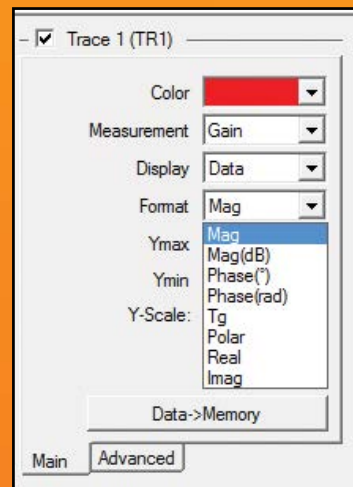 Trace 1 (TR1)
Color
Measurement Gain
Display Data
Format Mag
Ymax Mag
Mag(dB)
Ymin Phase(°)
Phase(rad)
Y-Scale: Tg
Polar
Real
Imag
Data->Memory
Main Advanced